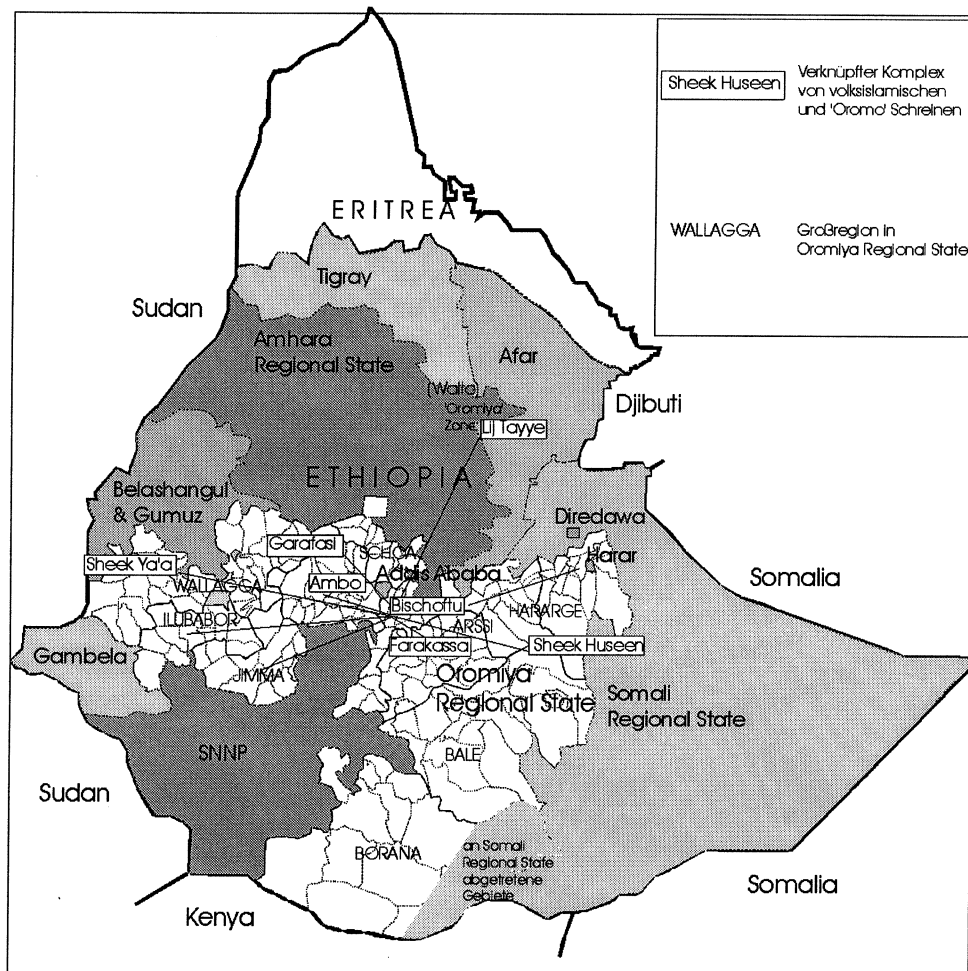 Sheek Huseen
Verknüpfter Komplex
von volksislamischen
und 'Oromo' Schreinen
WALLAGGA
Großregion in
Oromiya Regional State
ERITREA
Tigray
Sudan
Amhara
Regional State
Afar
(Wallo)
'Oromiya'
Zone
Lij Tayye
Djibuti
ETHIOPIA
Belashangul
& Gumuz
Diredawa
Garafasi
SCHOA
Harar
Sheek Ya'a
Addis Ababa
Somalia
WALLAGGA
Ambo
Bischoftu
HARARGE
ILUBABOR
ARSSI
Gambela
Farakassa
Sheek Huseen
JIMMA
Oromiya
Regional State
Somali
Regional State
SNNP
BALE
Sudan
BORANA
an Somali
Regional State
abgetretene
Gebiete
Somalia
Kenya